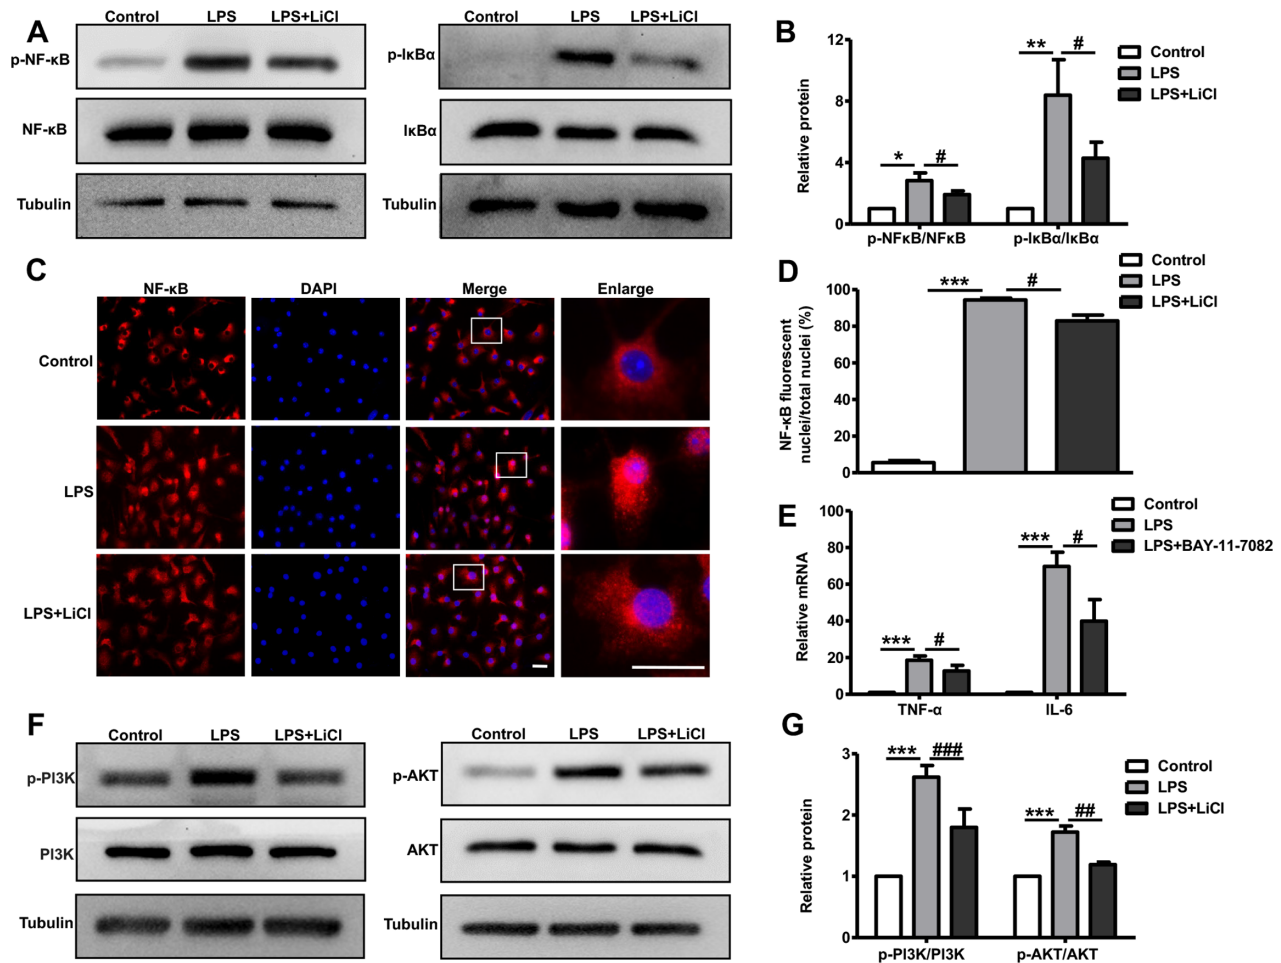 A
Control LPS LPS+LiCl
p-NF-κB
NF-κB
Tubulin
Control LPS LPS+LiCl
p-IκBα
IκBα
Tubulin
B
Relative protein
12
8
4
0
** #
* #
p-NFκB/NFκB p-IκBα/IκBα
Control
LPS
LPS+LiCl
C
NF-κB DAPI Merge Enlarge
Control
LPS
LPS+LiCl
D
NF-κB fluorescent
nuclei/total nuclei (%)
100
80
60
40
20
0
*** #
Control
LPS
LPS+LiCl
E
Relative mRNA
100
80
60
40
20
0
*** #
*** #
TNF-α IL-6
Control
LPS
LPS+BAY-11-7082
F
Control LPS LPS+LiCl
p-PI3K
PI3K
Tubulin
Control LPS LPS+LiCl
p-AKT
AKT
Tubulin
G
Relative protein
3
2
1
0
*** ###
*** ##
p-PI3K/PI3K p-AKT/AKT
Control
LPS
LPS+LiCl